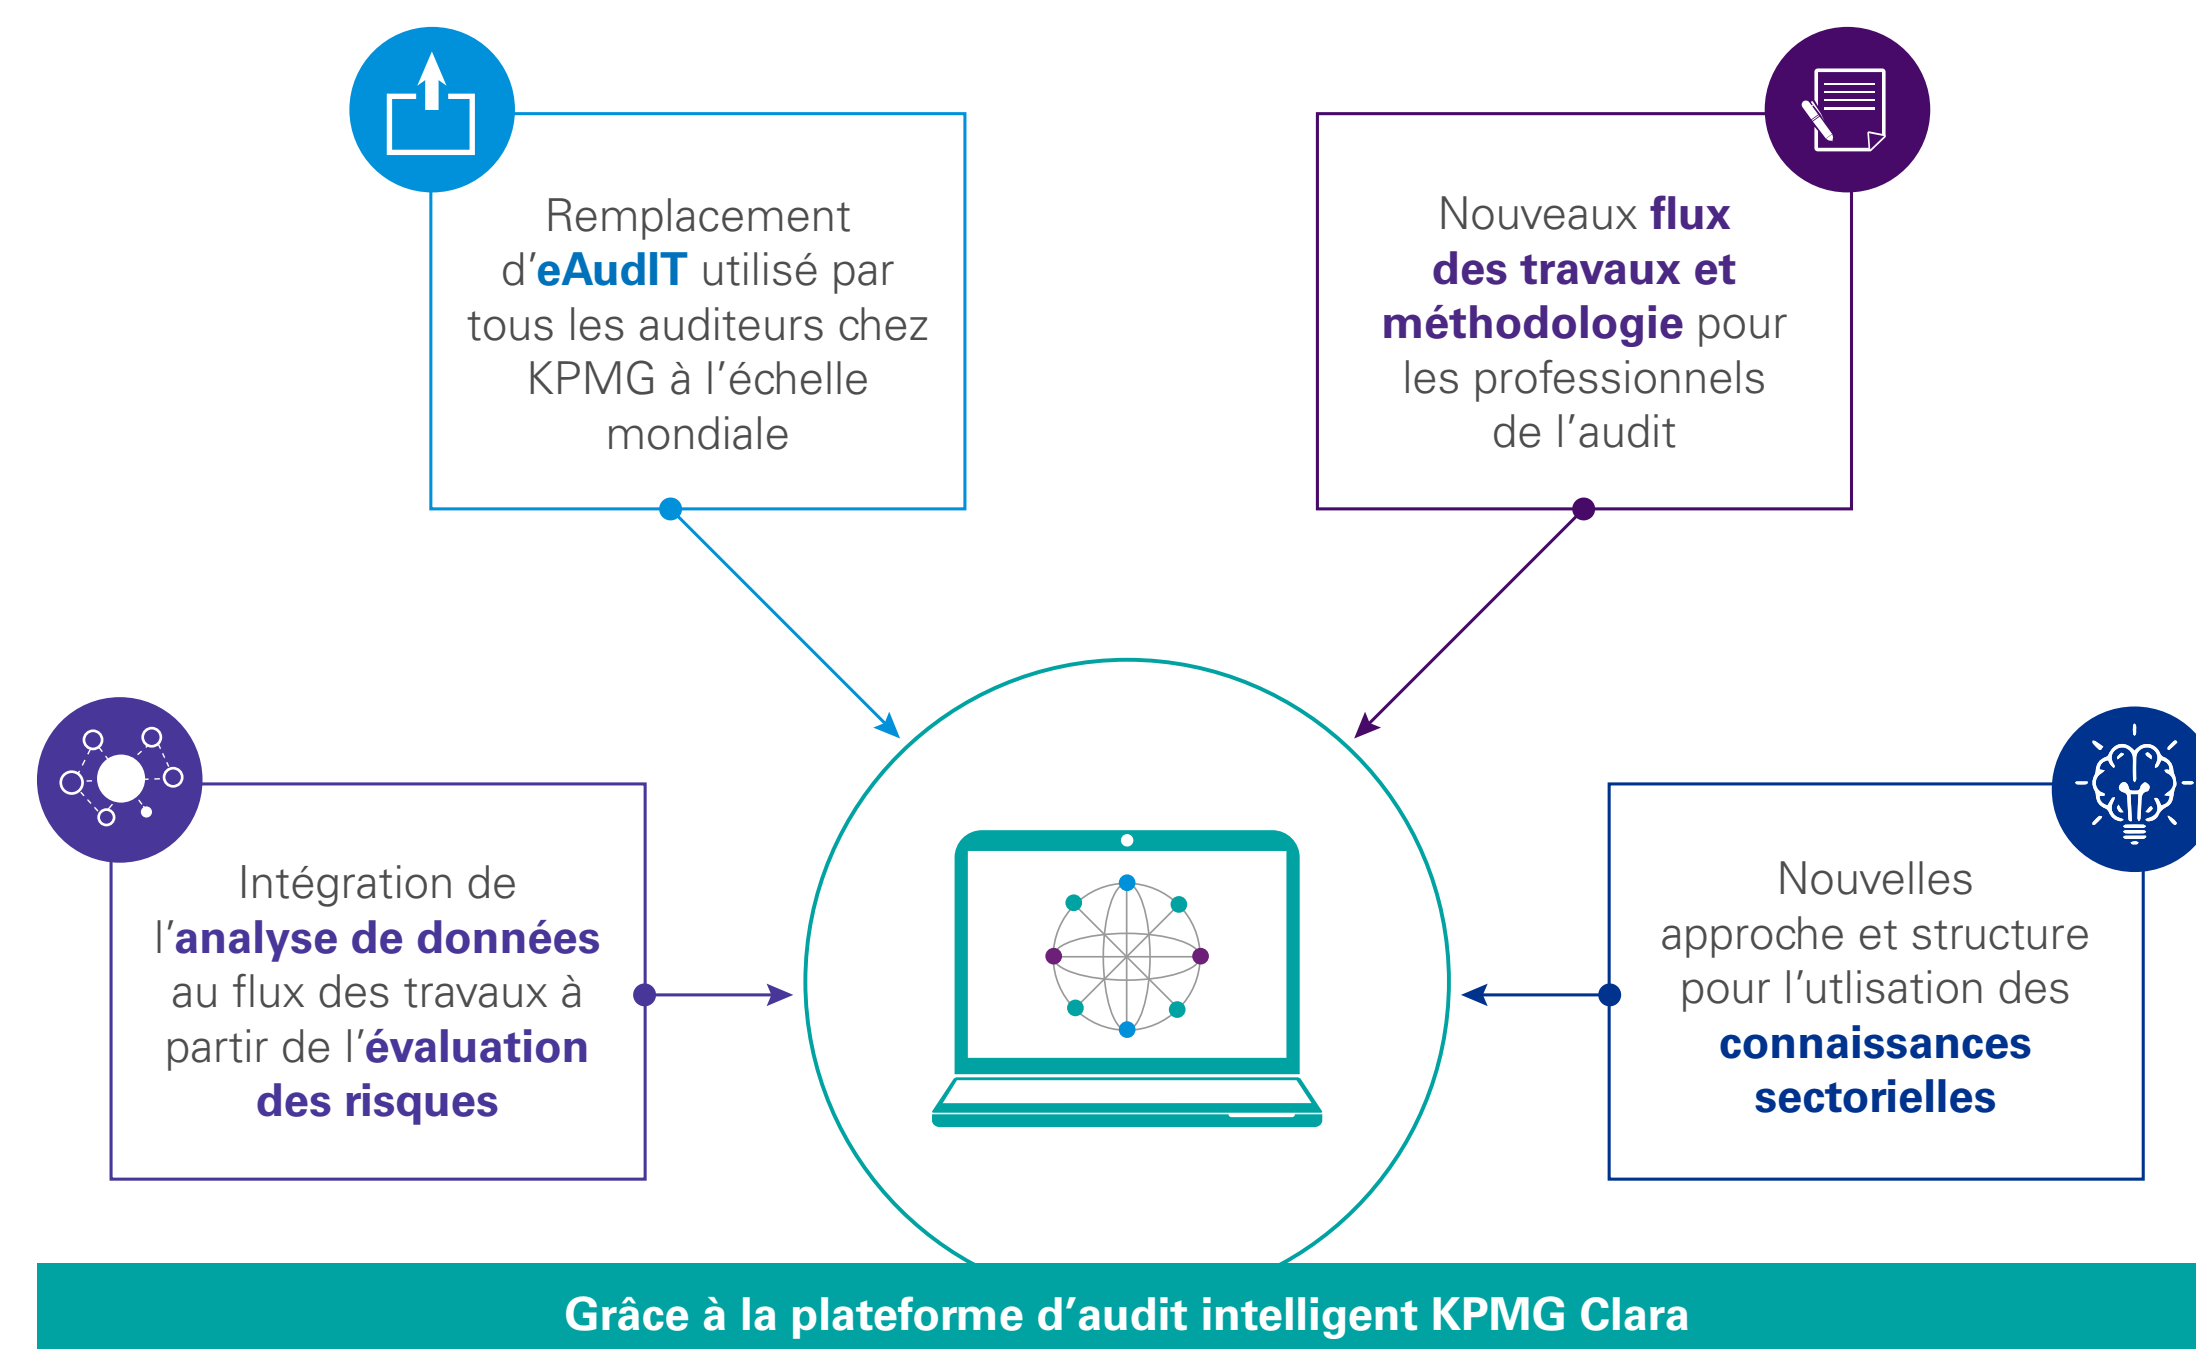 Remplacement
d’eAudIT utilisé par
tous les auditeurs chez
KPMG à l’échelle
mondiale
Nouveaux flux
des travaux et
méthodologie pour
les professionnels
de l’audit
Intégration de
l’analyse de données
au flux des travaux à
partir de l’évaluation
des risques
Nouvelles
approche et structure
pour l’utlisation des
connaissances
sectorielles
Grâce à la plateforme d’audit intelligent KPMG Clara